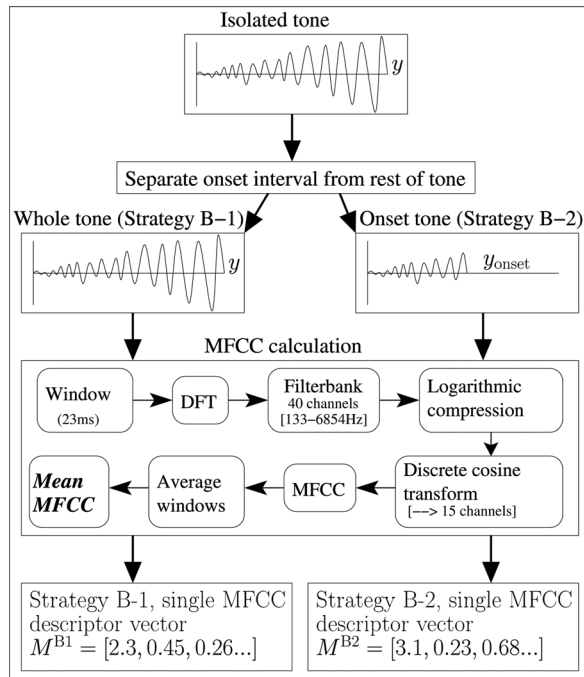 Isolated tone
y
Separate onset interval from rest of tone
Whole tone (Strategy B−1)
y
Onset tone (Strategy B−2)
y_onset
MFCC calculation
Window
(23ms)
DFT
Filterbank
40 channels
[133−6854Hz]
Logarithmic
compression
Discrete cosine
transform
[−−> 15 channels]
MFCC
Average
windows
Mean
MFCC
Strategy B-1, single MFCC
descriptor vector
M^B1 = [2.3, 0.45, 0.26...]
Strategy B-2, single MFCC
descriptor vector
M^B2 = [3.1, 0.23, 0.68...]